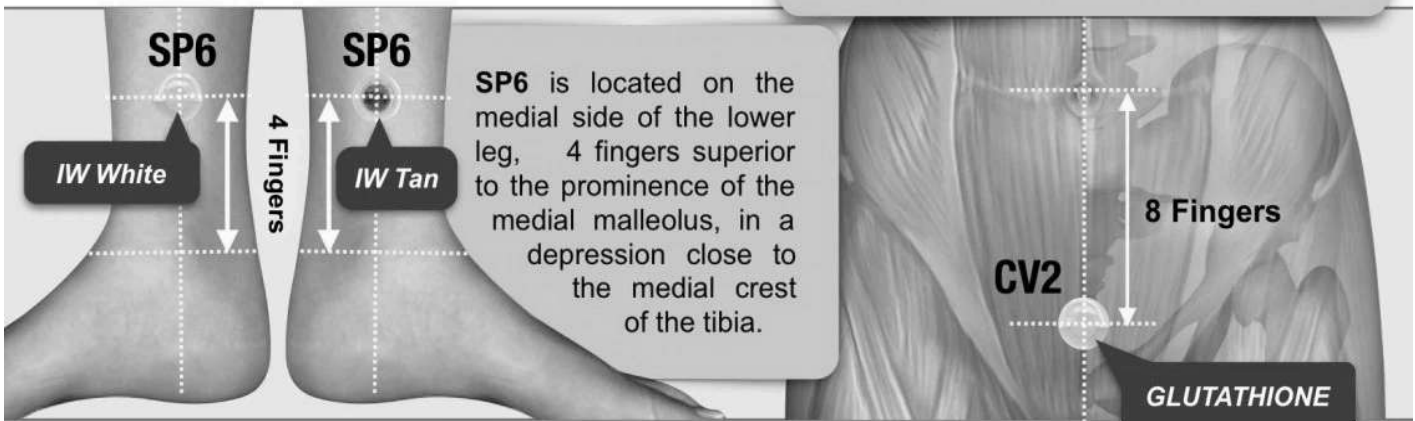 SP6
SP6
IW White
4 Fingers
IW Tan
SP6 is located on the
medial side of the lower
leg, 4 fingers superior
to the prominence of the
medial malleolus, in a
depression close to
the medial crest
of the tibia.
8 Fingers
CV2
GLUTATHIONE